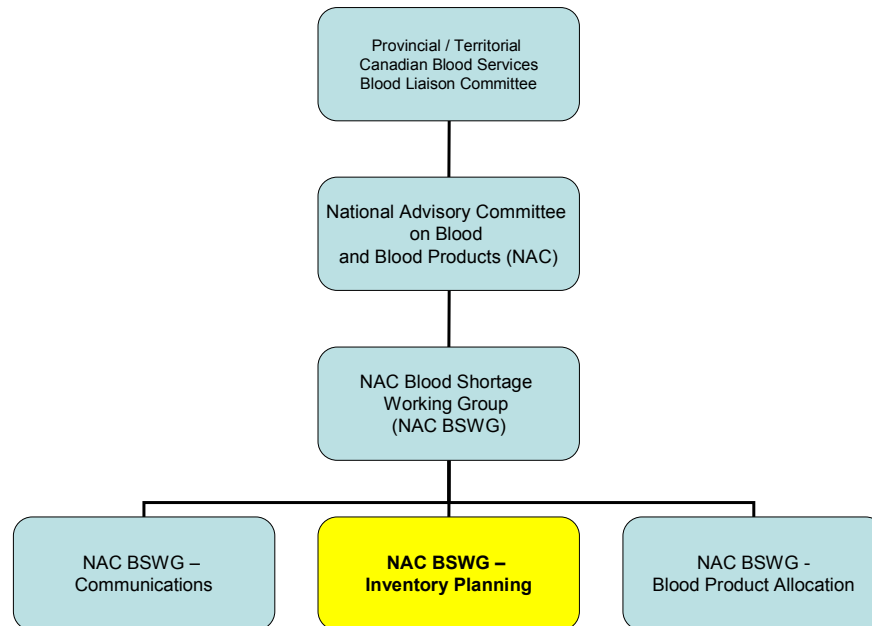 Provincial / Territorial
Canadian Blood Services
Blood Liaison Committee
National Advisory Committee
on Blood
and Blood Products (NAC)
NAC Blood Shortage
Working Group
(NAC BSWG)
NAC BSWG –
Communications
NAC BSWG –
Inventory Planning
NAC BSWG -
Blood Product Allocation